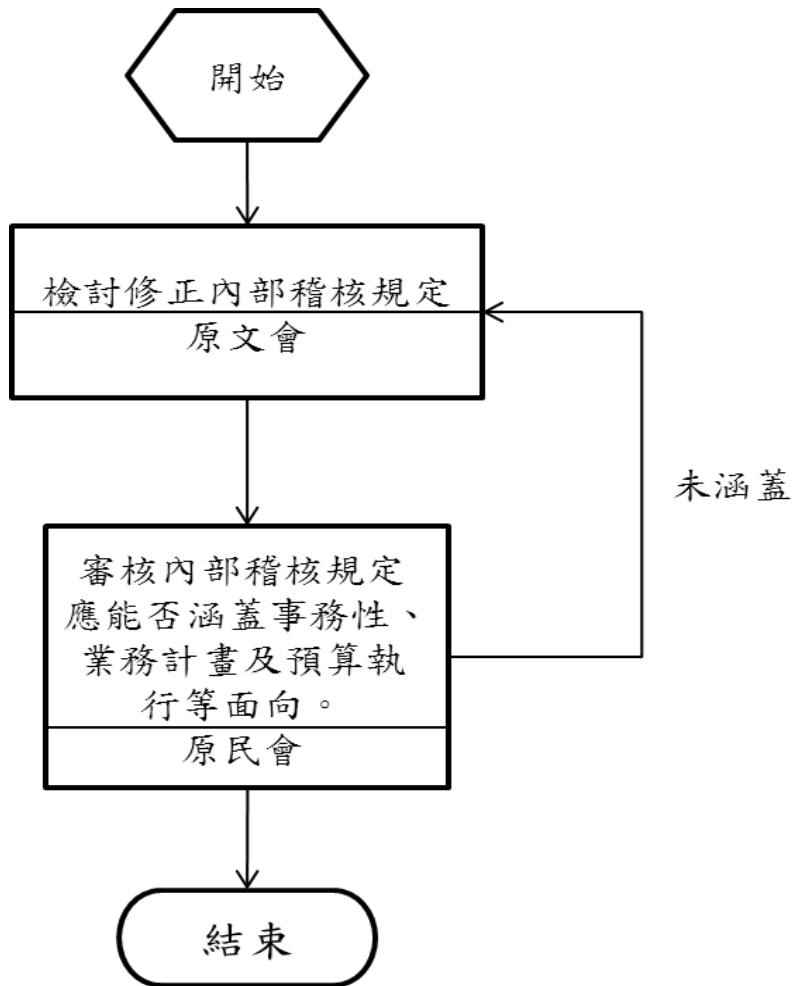 開始
檢討修正內部稽核規定
原文會
未涵蓋
審核內部稽核規定
應能否涵蓋事務性、
業務計畫及預算執
行等面向。
原民會
結束